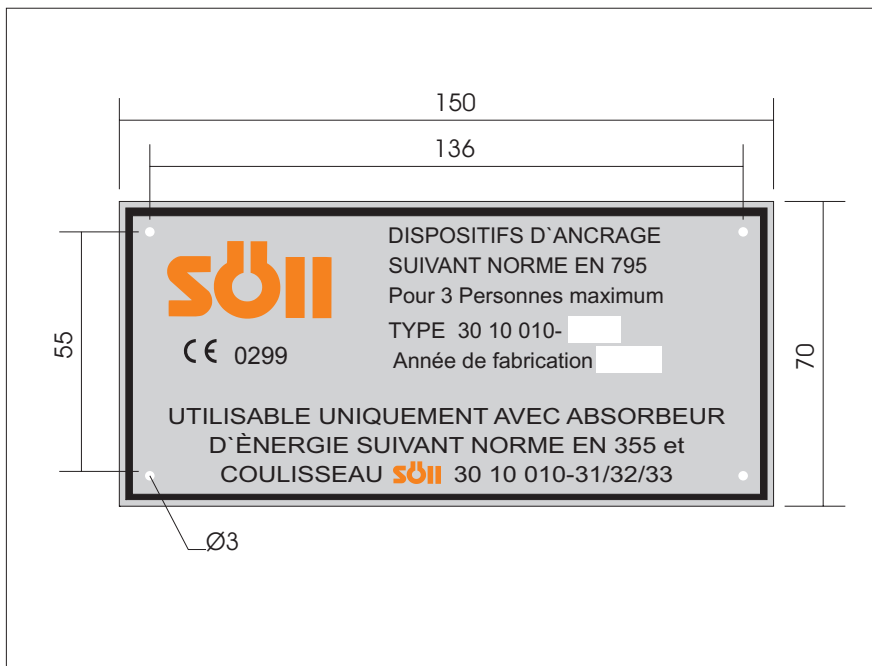 150
136
55
70
Söll
DISPOSITIFS D`ANCRAGE
SUIVANT NORME EN 795
Pour 3 Personnes maximum
TYPE 30 10 010-
Année de fabrication
CE 0299
UTILISABLE UNIQUEMENT AVEC ABSORBEUR
D`ÈNERGIE SUIVANT NORME EN 355 et
COULISSEAU Söll 30 10 010-31/32/33
Ø3